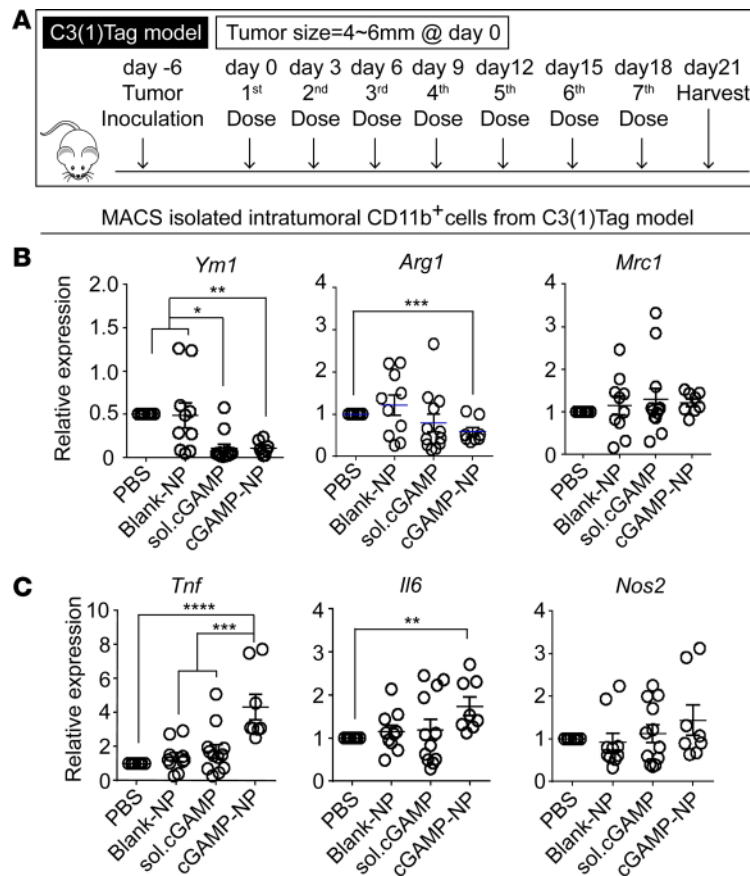 A
C3(1)Tag model
Tumor size=4~6mm @ day 0
day -6 day 0 day 3 day 6 day 9 day12 day15 day18 day21
Tumor 1st 2nd 3rd 4th 5th 6th 7th Harvest
Inoculation Dose Dose Dose Dose Dose Dose Dose
MACS isolated intratumoral CD11b+cells from C3(1)Tag model
B
Ym1
Relative expression
2.0
1.5
1.0
0.5
0
**
*
PBS
Blank-NP
sol.cGAMP
cGAMP-NP
Arg1
4
3
2
1
0
***
PBS
Blank-NP
sol.cGAMP
cGAMP-NP
Mrc1
4
3
2
1
0
PBS
Blank-NP
sol.cGAMP
cGAMP-NP
C
Tnf
Relative expression
10
8
6
4
2
0
****
***
PBS
Blank-NP
sol.cGAMP
cGAMP-NP
Il6
4
3
2
1
0
**
PBS
Blank-NP
sol.cGAMP
cGAMP-NP
Nos2
4
3
2
1
0
PBS
Blank-NP
sol.cGAMP
cGAMP-NP